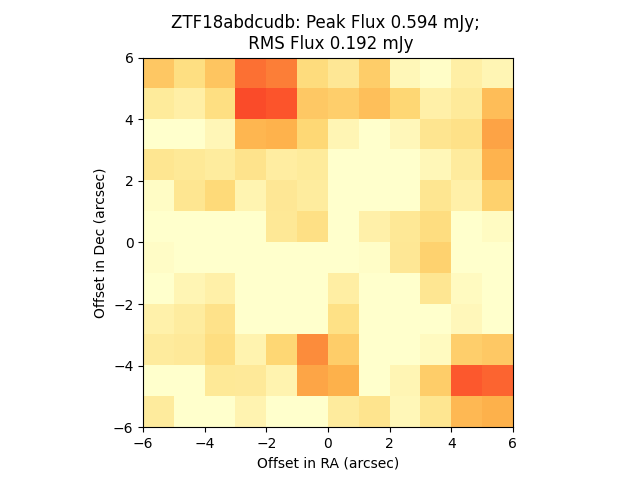 ZTF18abdcudb: Peak Flux 0.594 mJy;
RMS Flux 0.192 mJy
6
4
2
0
−2
−4
−6
Offset in Dec (arcsec)
−6 −4 −2 0 2 4 6
Offset in RA (arcsec)